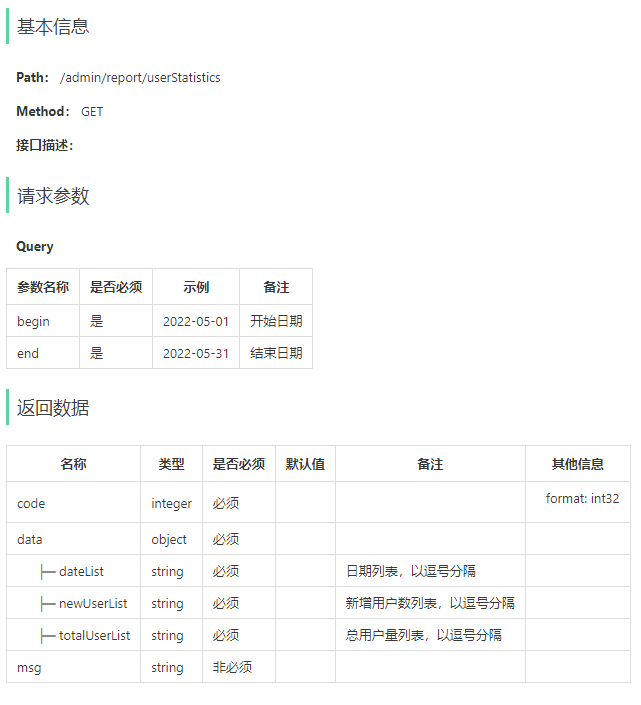 基本信息
Path： /admin/report/userStatistics
Method： GET
接口描述：
请求参数
Query
参数名称 是否必须 示例 备注
begin 是 2022-05-01 开始日期
end 是 2022-05-31 结束日期
返回数据
名称 类型 是否必须 默认值 备注 其他信息
code integer 必须 format: int32
data object 必须
├─ dateList string 必须 日期列表，以逗号分隔
├─ newUserList string 必须 新增用户数列表，以逗号分隔
├─ totalUserList string 必须 总用户量列表，以逗号分隔
msg string 非必须